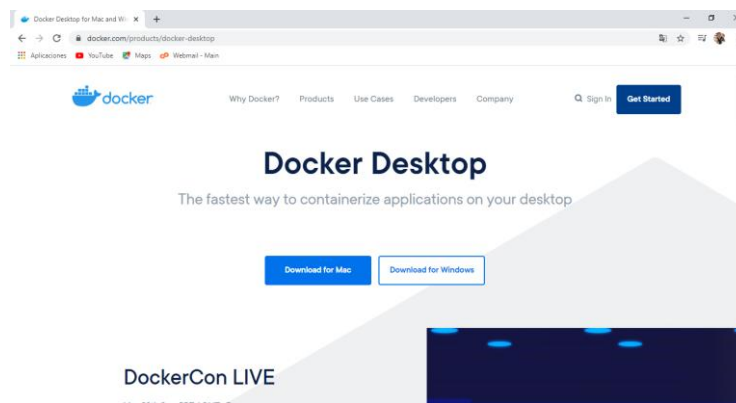 Docker Desktop for Mac and Wi
docker.com/products/docker-desktop
Aplicaciones YouTube Maps Webmail - Main
docker Why Docker? Products Use Cases Developers Company Sign In Get Started
Docker Desktop
The fastest way to containerize applications on your desktop
Download for Mac Download for Windows
DockerCon LIVE